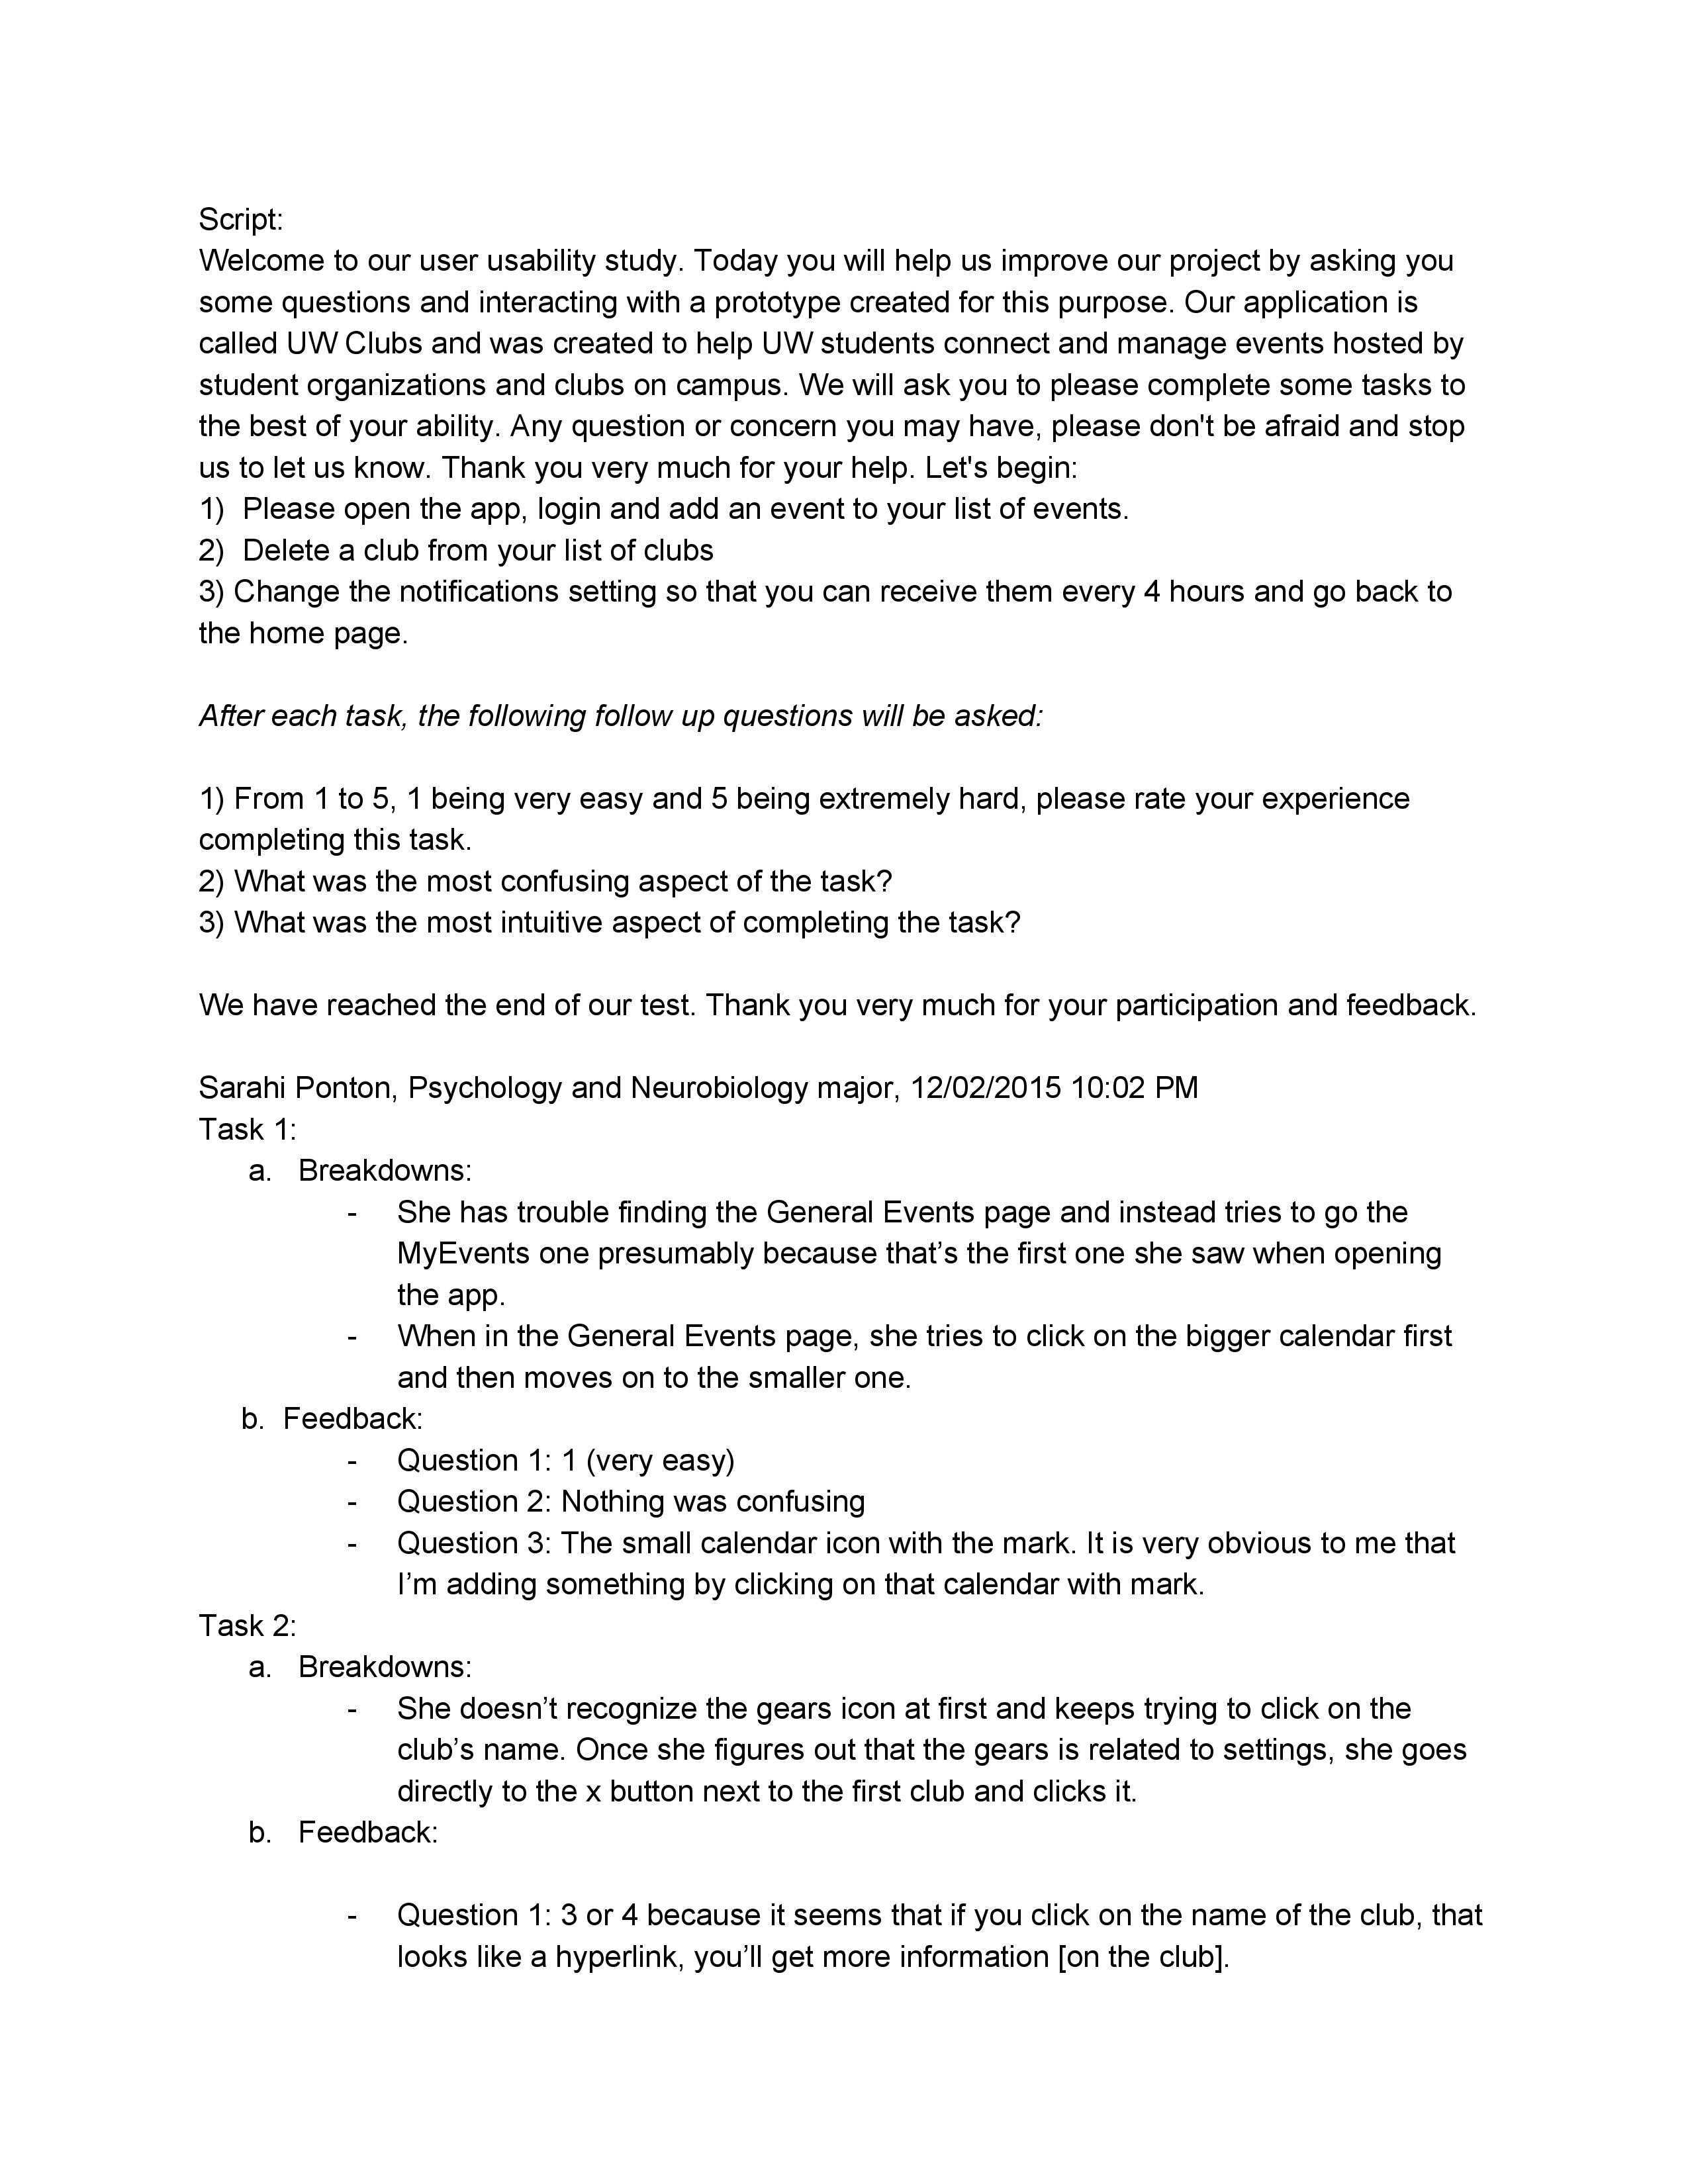 Script:
Welcome to our user usability study. Today you will help us improve our project by asking you
some questions and interacting with a prototype created for this purpose. Our application is
called UW Clubs and was created to help UW students connect and manage events hosted by
student organizations and clubs on campus. We will ask you to please complete some tasks to
the best of your ability. Any question or concern you may have, please don't be afraid and stop
us to let us know. Thank you very much for your help. Let's begin:
1)  Please open the app, login and add an event to your list of events.
2)  Delete a club from your list of clubs
3) Change the notifications setting so that you can receive them every 4 hours and go back to
the home page.
After each task, the following follow up questions will be asked:
1) From 1 to 5, 1 being very easy and 5 being extremely hard, please rate your experience
completing this task.
2) What was the most confusing aspect of the task?
3) What was the most intuitive aspect of completing the task?
We have reached the end of our test. Thank you very much for your participation and feedback.
Sarahi Ponton, Psychology and Neurobiology major, 12/02/2015 10:02 PM
Task 1:
a. Breakdowns:
- She has trouble finding the General Events page and instead tries to go the
MyEvents one presumably because that’s the first one she saw when opening
the app.
- When in the General Events page, she tries to click on the bigger calendar first
and then moves on to the smaller one.
b. Feedback:
- Question 1: 1 (very easy)
- Question 2: Nothing was confusing
- Question 3: The small calendar icon with the mark. It is very obvious to me that
I’m adding something by clicking on that calendar with mark.
Task 2:
a. Breakdowns:
- She doesn’t recognize the gears icon at first and keeps trying to click on the
club’s name. Once she figures out that the gears is related to settings, she goes
directly to the x button next to the first club and clicks it.
b. Feedback:
- Question 1: 3 or 4 because it seems that if you click on the name of the club, that
looks like a hyperlink, you’ll get more information [on the club].